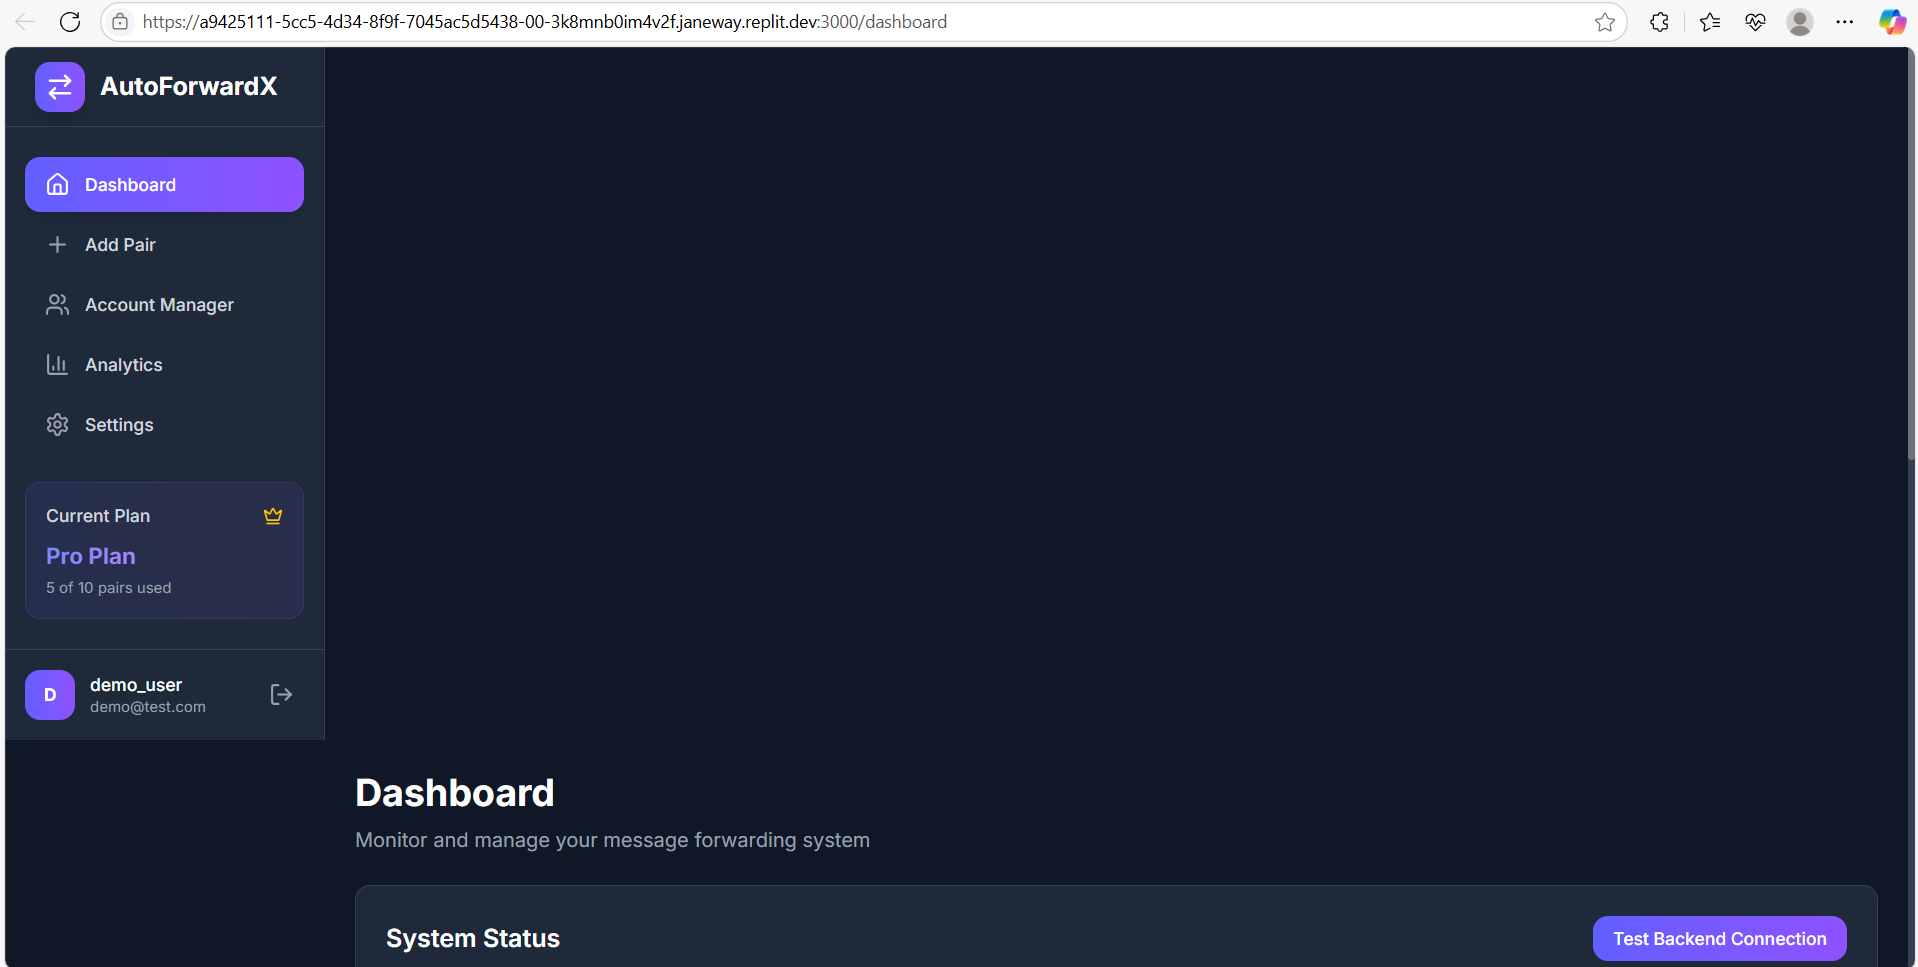 https://a9425111-5cc5-4d34-8f9f-7045ac5d5438-00-3k8mnb0im4v2f.janeway.replit.dev:3000/dashboard
AutoForwardX
Dashboard
Add Pair
Account Manager
Analytics
Settings
Current Plan
Pro Plan
5 of 10 pairs used
D
demo_user
demo@test.com
Dashboard
Monitor and manage your message forwarding system
System Status
Test Backend Connection